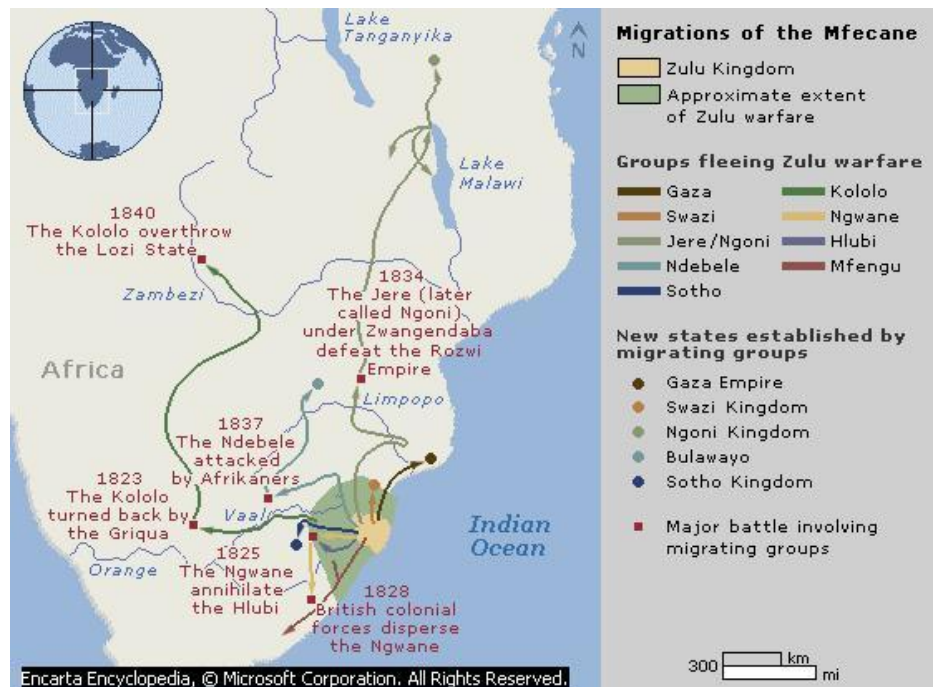 Lake
Tanganyika
N
Lake
Malawi
1840
The Kololo overthrow
the Lozi State
Zambezi
1834
The Jere (later
called Ngoni)
under Zwangendaba
defeat the Rozwi
Empire
Africa
Limpopo
1837
The Ndebele
attacked
by Afrikaners
1823
The Kololo
turned back by
the Griqua
Vaal
Indian
Ocean
Orange
1825
The Ngwane
annihilate
the Hlubi
1828
British colonial
forces disperse
the Ngwane
Encarta Encyclopedia, © Microsoft Corporation. All Rights Reserved.
Migrations of the Mfecane
Zulu Kingdom
Approximate extent
of Zulu warfare
Groups fleeing Zulu warfare
Gaza
Swazi
Jere/Ngoni
Ndebele
Sotho
Kololo
Ngwane
Hlubi
Mfengu
New states established by
migrating groups
Gaza Empire
Swazi Kingdom
Ngoni Kingdom
Bulawayo
Sotho Kingdom
Major battle involving
migrating groups
300 km
mi